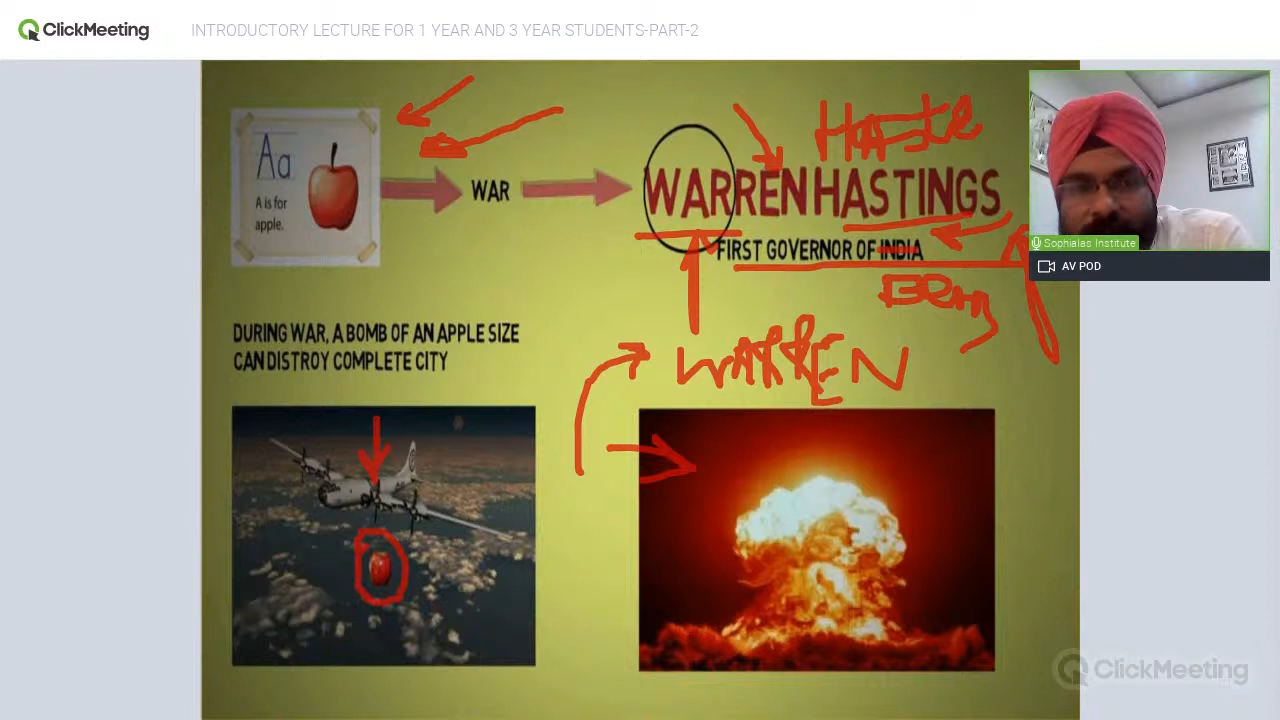 ClickMeeting
INTRODUCTORY LECTURE FOR 1 YEAR AND 3 YEAR STUDENTS-PART-2
Aa
A is for
apple.
WAR
WARREN HASTINGS
FIRST GOVERNOR OF INDIA
WARREN
DURING WAR, A BOMB OF AN APPLE SIZE
CAN DISTROY COMPLETE CITY
Sophialas Institute
AV POD
ClickMeeting